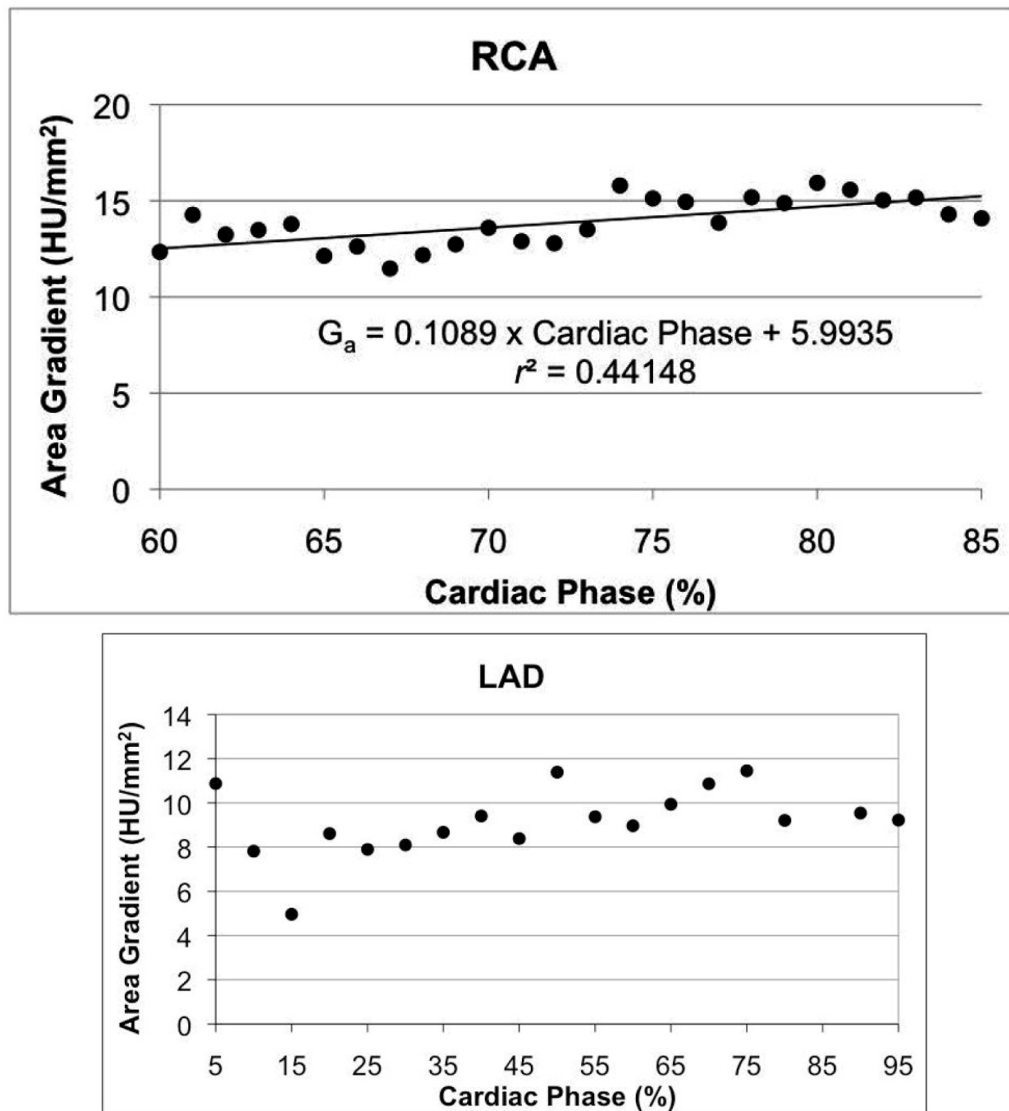 RCA
Area Gradient (HU/mm²)
20
15
10
5
0
G_a = 0.1089 x Cardiac Phase + 5.9935
r² = 0.44148
60 65 70 75 80 85
Cardiac Phase (%)
LAD
Area Gradient (HU/mm²)
14
12
10
8
6
4
2
0
5 15 25 35 45 55 65 75 85 95
Cardiac Phase (%)